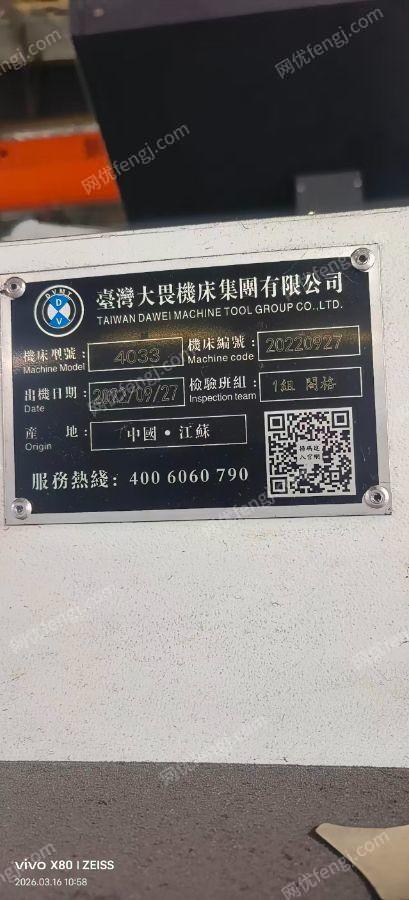 网优fengj.com
DVMT
D
V
臺灣大畏機床集團有限公司
TAIWAN DAWEI MACHINE TOOL GROUP CO.,LTD.
機床型號：
Machine Model
4033
機床編號：
Machine code
20220927
出機日期：
Date
2022/09/27
檢驗班組：
Inspection team
產 地：
Origin
中國·江蘇
服務熱綫：400 6060 790
vivo X80 | ZEISS
2026.03.16 10:58